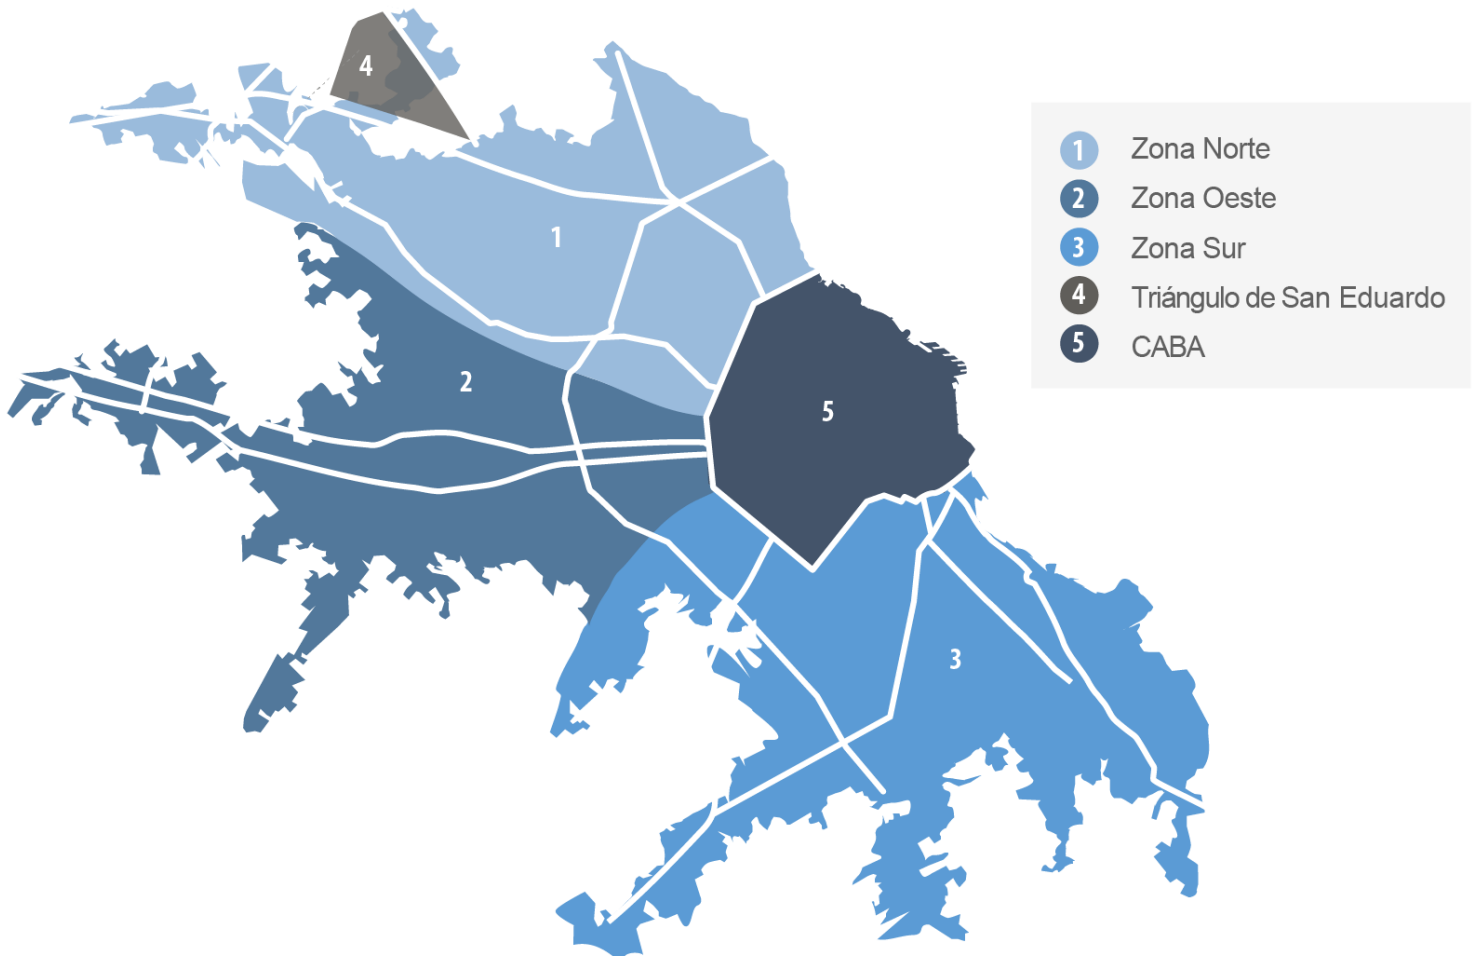 4
1
2
5
3
1 Zona Norte
2 Zona Oeste
3 Zona Sur
4 Triángulo de San Eduardo
5 CABA